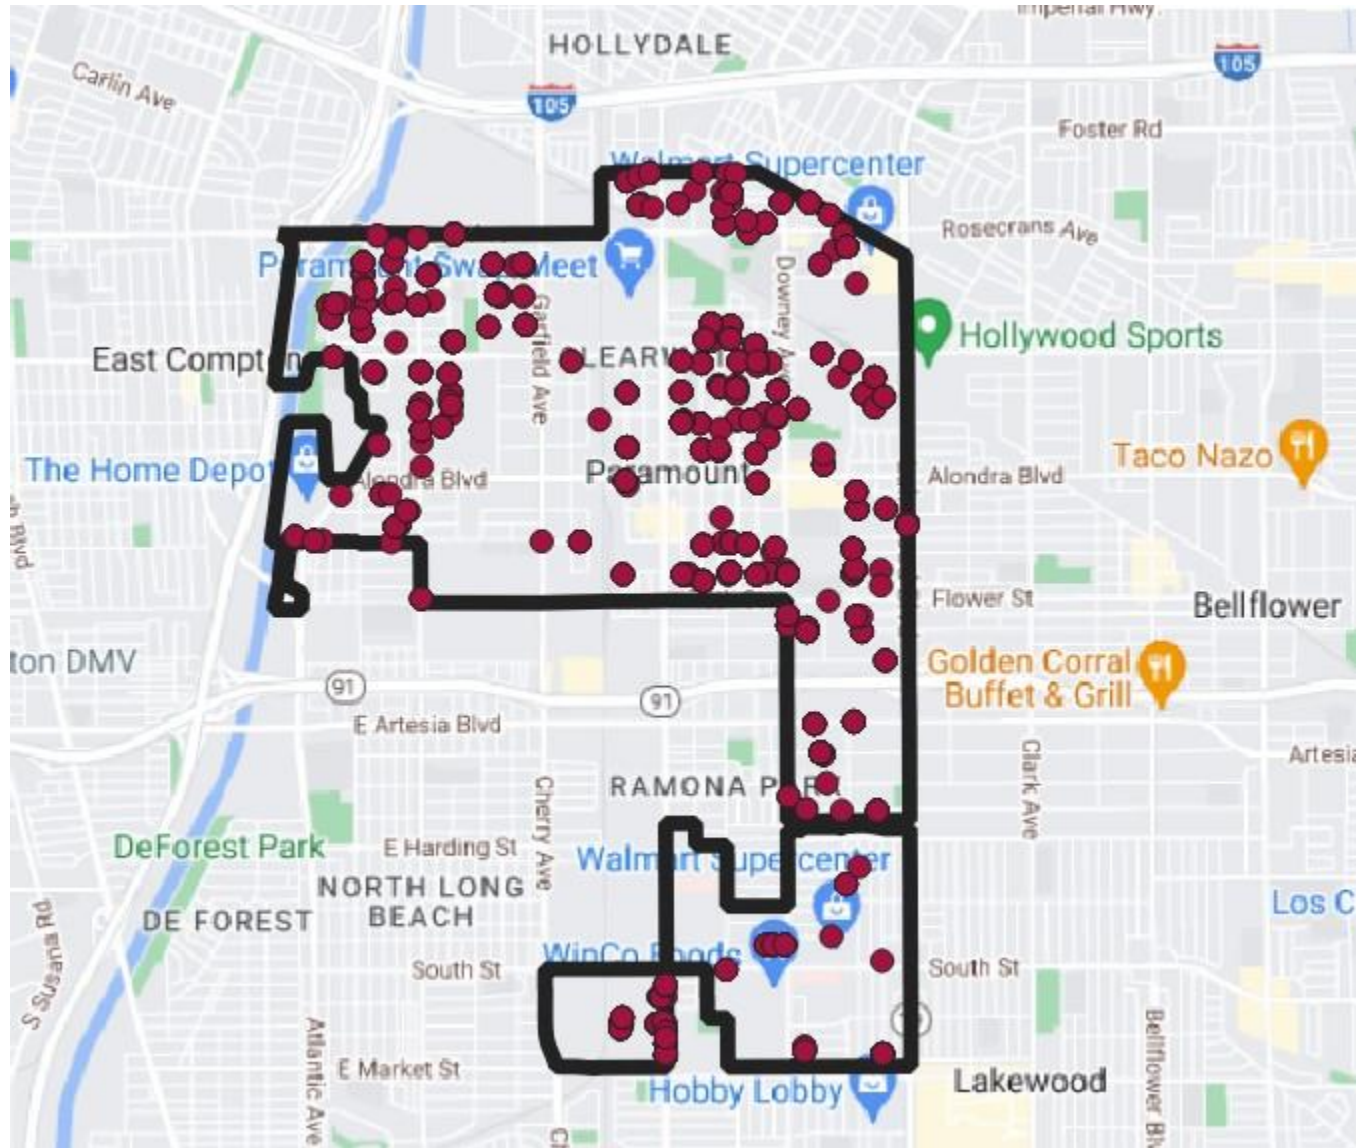 Imperial Hwy.
HOLLYDALE
105
Carlin Ave
105
Foster Rd
Walmart Supercenter
Rosecrans Ave
Paramount Swap Meet
Downey Ave
Garfield Ave
Hollywood Sports
East Compton
Taco Nazo
The Home Depot
Alondra Blvd
Paramount
Alondra Blvd
Flower St
Bellflower
ton DMV
Golden Corral
Buffet & Grill
91
91
E Artesia Blvd
Clark Ave
Artesia
RAMONA
Cherry Ave
DeForest Park
E Harding St
Walmart Supercenter
NORTH LONG
BEACH
DE FOREST
Los C
S Susana Rd
WinCo Foods
South St
South St
Atlantic Ave
E Market St
Lakewood
Hobby Lobby